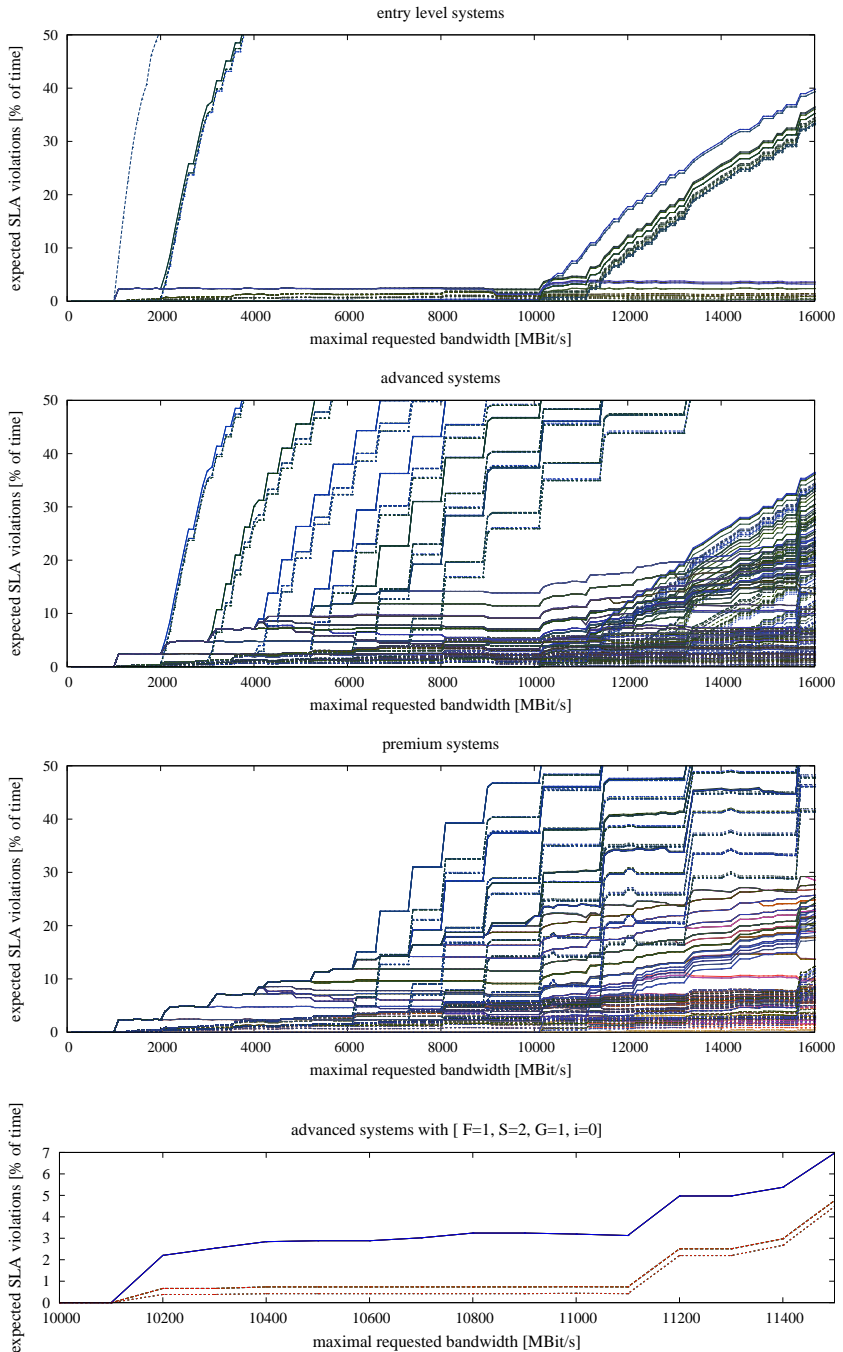 entry level systems
expected SLA violations [% of time]
50
40
30
20
10
0
0 2000 4000 6000 8000 10000 12000 14000 16000
maximal requested bandwidth [MBit/s]
advanced systems
expected SLA violations [% of time]
50
40
30
20
10
0
0 2000 4000 6000 8000 10000 12000 14000 16000
maximal requested bandwidth [MBit/s]
premium systems
expected SLA violations [% of time]
50
40
30
20
10
0
0 2000 4000 6000 8000 10000 12000 14000 16000
maximal requested bandwidth [MBit/s]
advanced systems with [ F=1, S=2, G=1, i=0]
expected SLA violations [% of time]
7
6
5
4
3
2
1
0
10000 10200 10400 10600 10800 11000 11200 11400
maximal requested bandwidth [MBit/s]